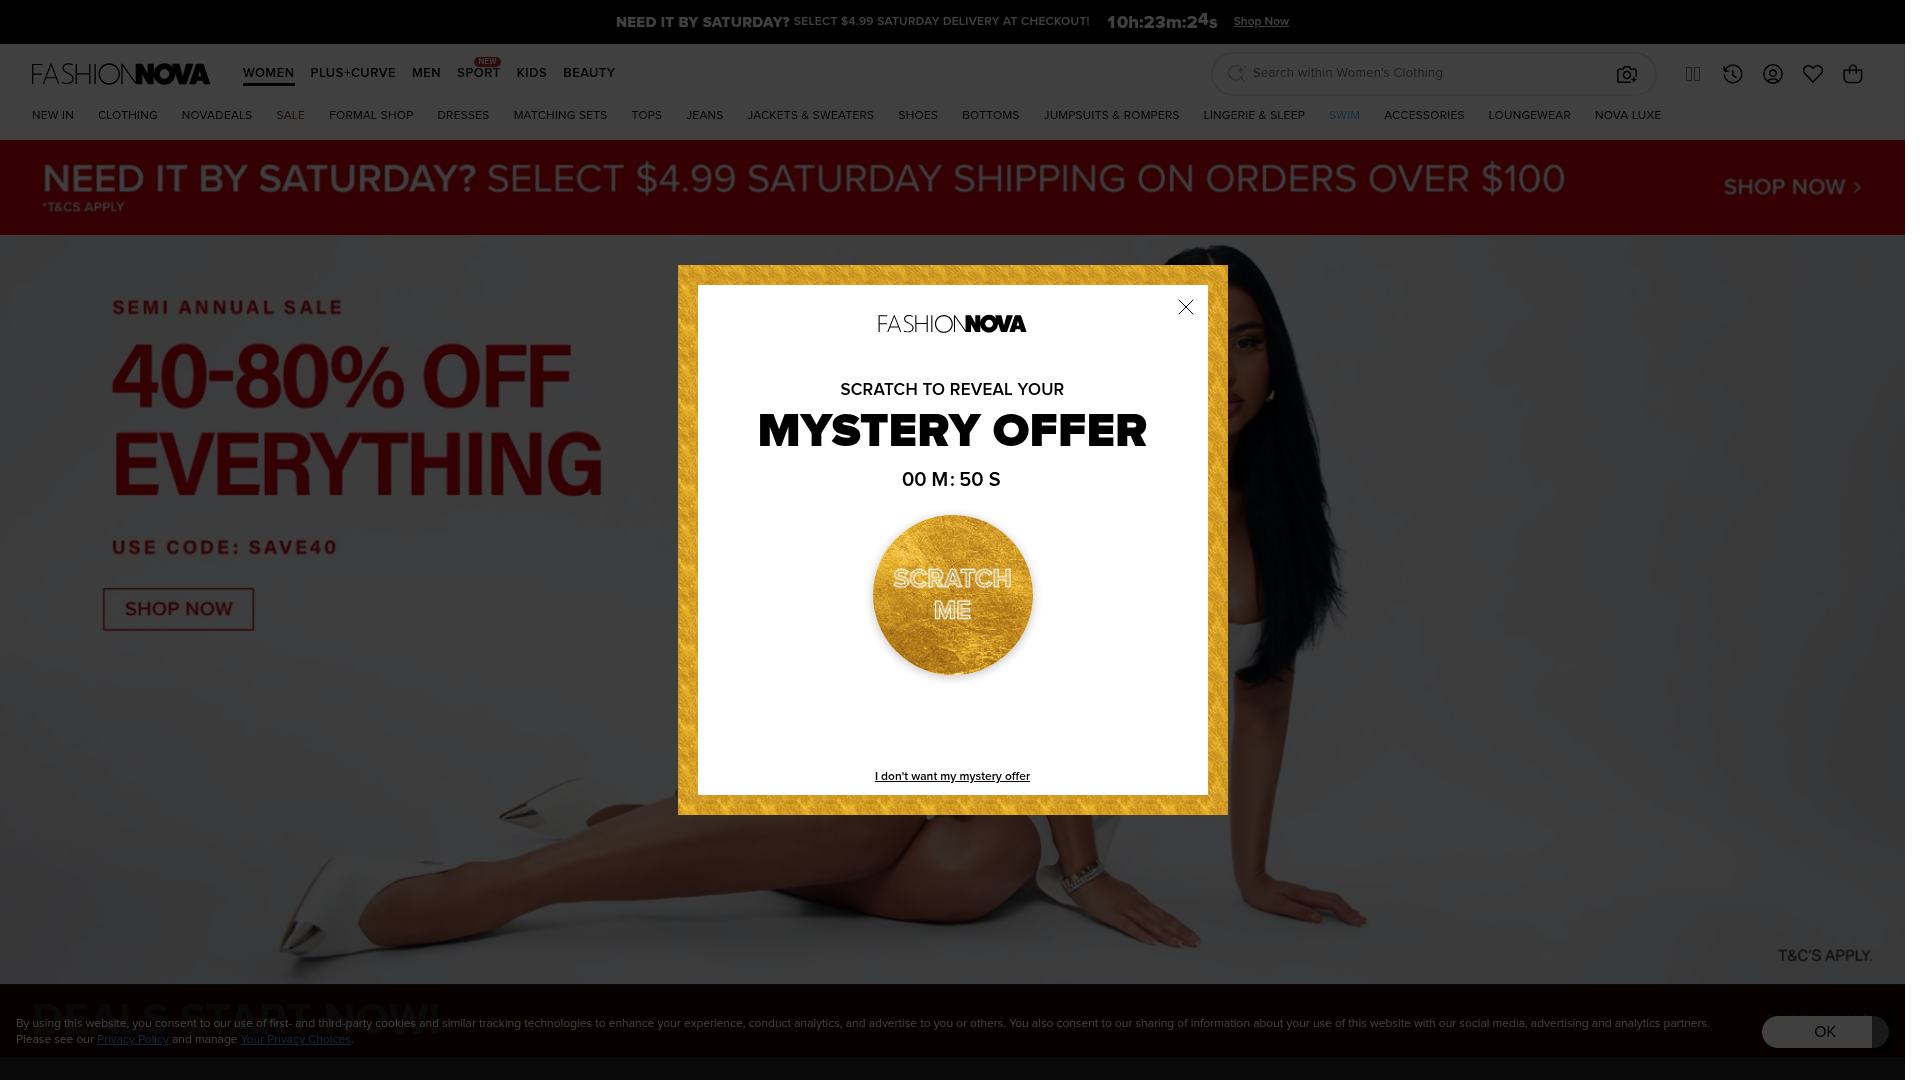 NEED IT BY SATURDAY? SELECT $4.99 SATURDAY DELIVERY AT CHECKOUT! 10h:23m:24s Shop Now
FASHIONNOVA
WOMEN PLUS+CURVE MEN SPORT NEW KIDS BEAUTY
Search within Women's Clothing
NEW IN CLOTHING NOVADEALS SALE FORMAL SHOP DRESSES MATCHING SETS TOPS JEANS JACKETS & SWEATERS SHOES BOTTOMS JUMPSUITS & ROMPERS LINGERIE & SLEEP SWIM ACCESSORIES LOUNGEWEAR NOVA LUXE
NEED IT BY SATURDAY? SELECT $4.99 SATURDAY SHIPPING ON ORDERS OVER $100
*T&CS APPLY
SHOP NOW >
SEMI ANNUAL SALE
40-80% OFF
EVERYTHING
USE CODE: SAVE40
SHOP NOW
FASHIONNOVA
SCRATCH TO REVEAL YOUR
MYSTERY OFFER
00 M: 50 S
SCRATCH
ME
I don't want my mystery offer
T&C'S APPLY.
DEALS START NOW!
By using this website, you consent to our use of first- and third-party cookies and similar tracking technologies to enhance your experience, conduct analytics, and advertise to you or others. You also consent to our sharing of information about your use of this website with our social media, advertising and analytics partners.
Please see our Privacy Policy and manage Your Privacy Choices.
OK